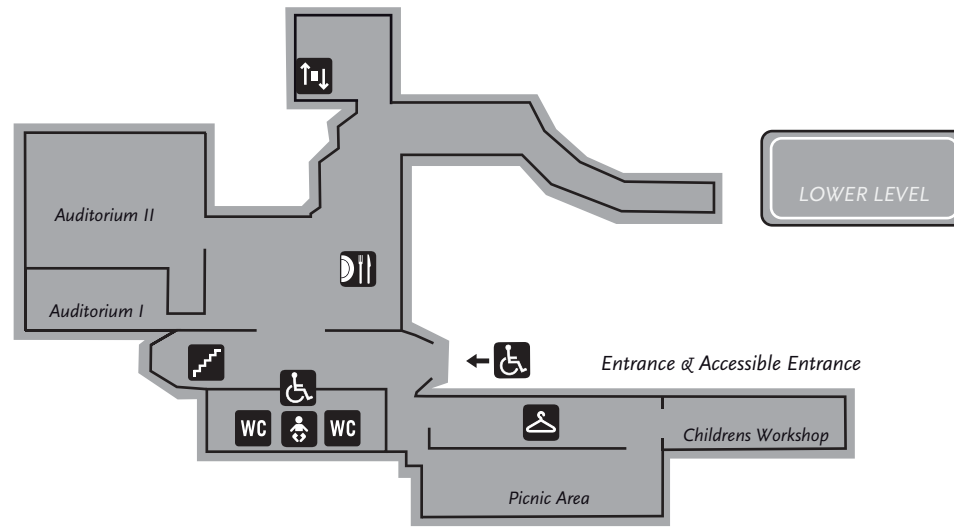 Auditorium II
LOWER LEVEL
Auditorium I
Entrance & Accessible Entrance
WC
WC
Childrens Workshop
Picnic Area